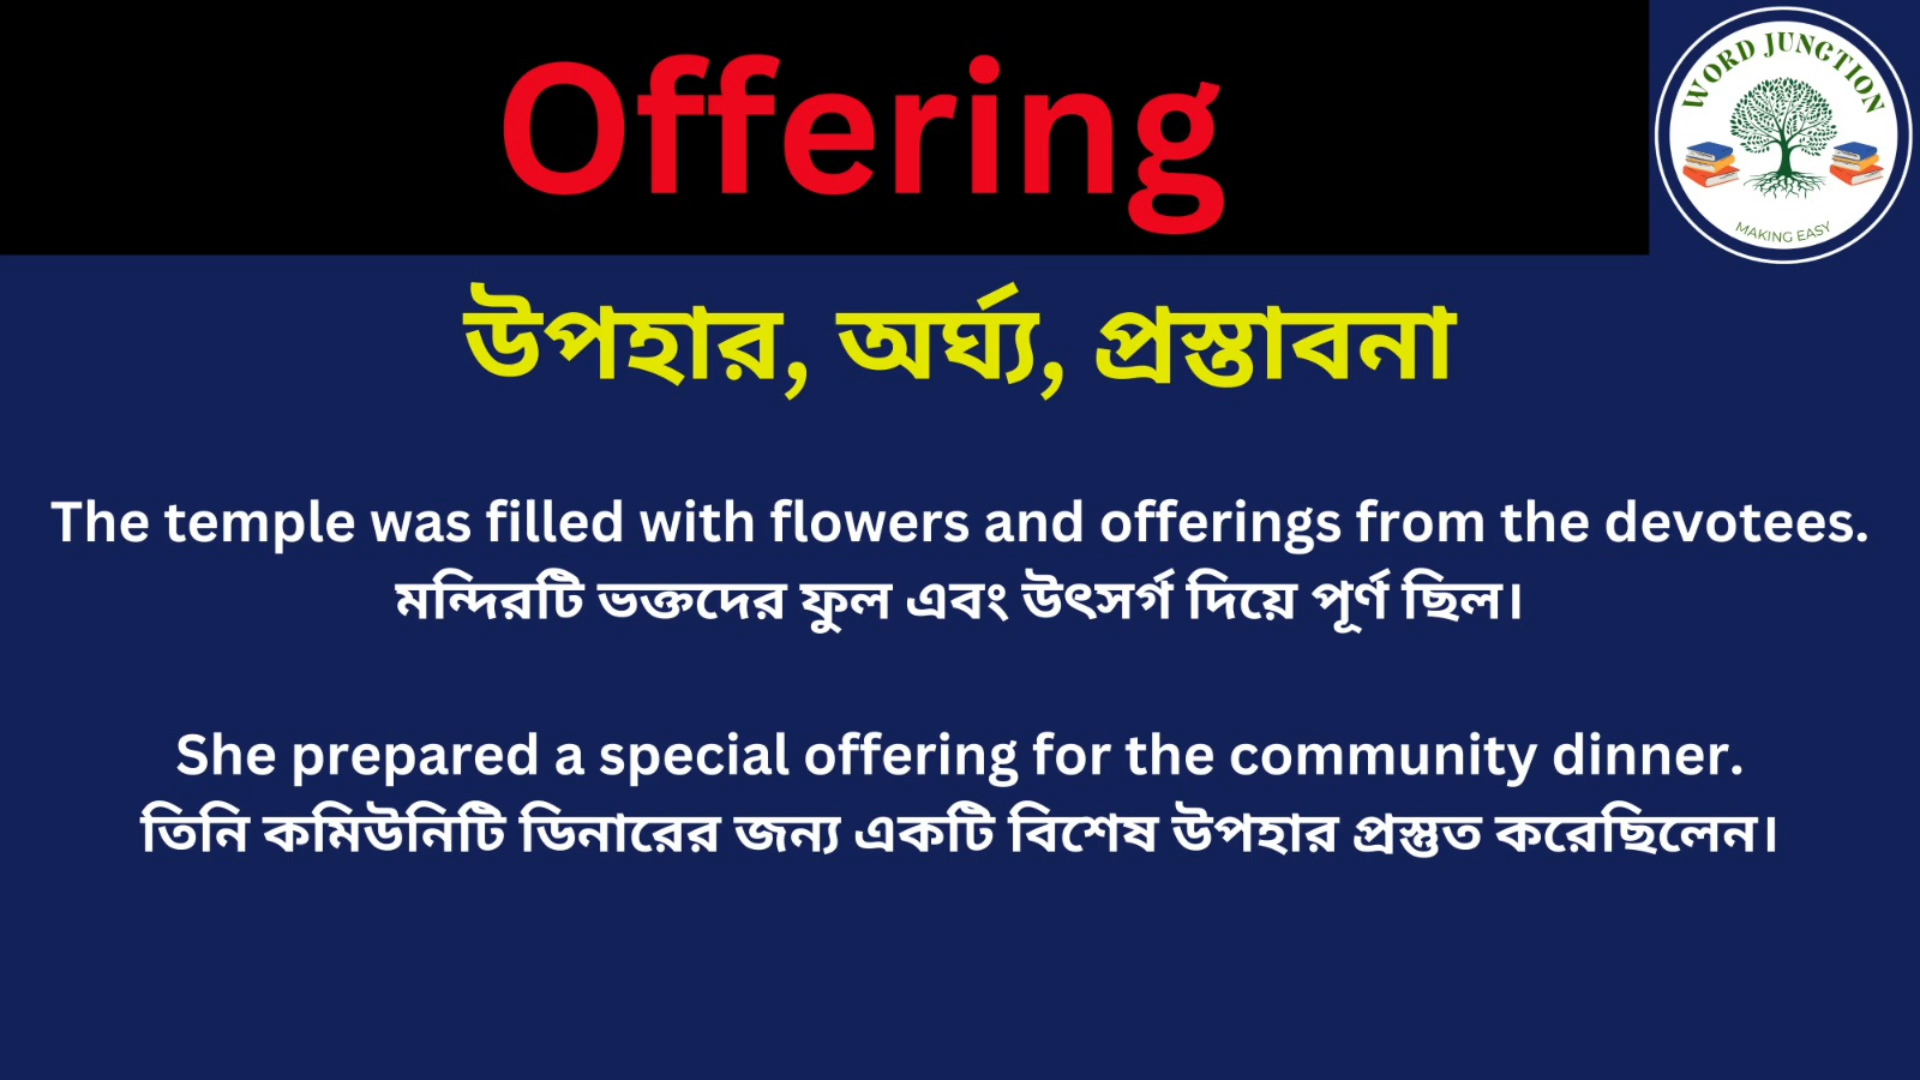 Offering
WORD JUNCTION
MAKING EASY
উপহার, অর্ঘ্য, প্রস্তাবনা
The temple was filled with flowers and offerings from the devotees.
মন্দিরটি ভক্তদের ফুল এবং উৎসর্গ দিয়ে পূর্ণ ছিল।
She prepared a special offering for the community dinner.
তিনি কমিউনিটি ডিনারের জন্য একটি বিশেষ উপহার প্রস্তুত করেছিলেন।